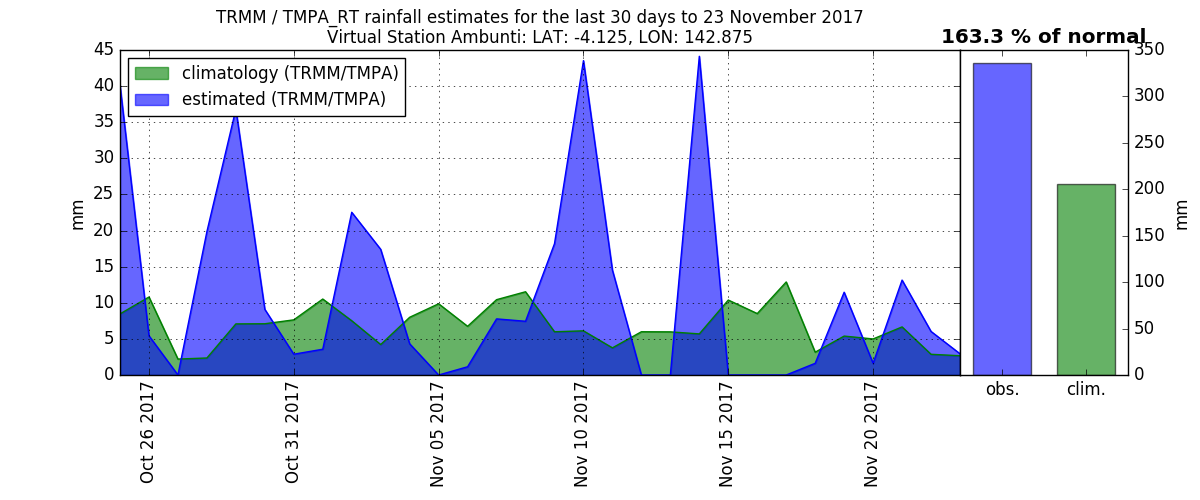 TRMM / TMPA_RT rainfall estimates for the last 30 days to 23 November 2017
Virtual Station Ambunti: LAT: -4.125, LON: 142.875
163.3 % of normal
climatology (TRMM/TMPA)
estimated (TRMM/TMPA)
45
40
35
30
25
20
15
10
5
0
mm
Oct 26 2017
Oct 31 2017
Nov 05 2017
Nov 10 2017
Nov 15 2017
Nov 20 2017
350
300
250
200
150
100
50
0
mm
obs.
clim.